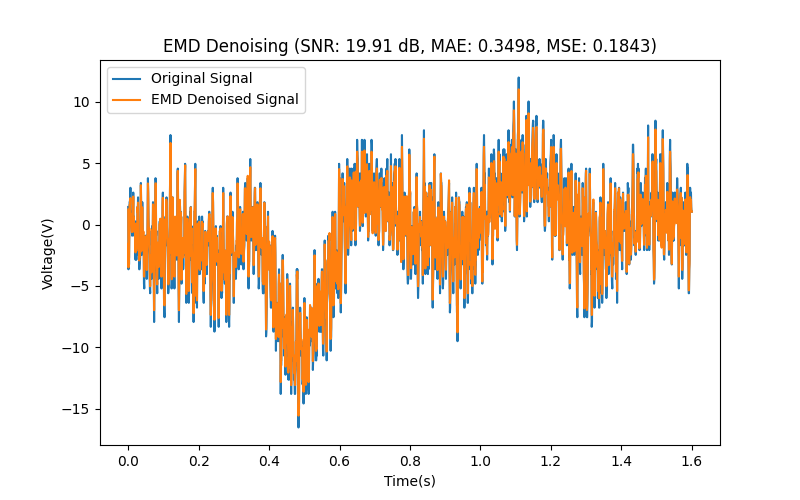 EMD Denoising (SNR: 19.91 dB, MAE: 0.3498, MSE: 0.1843)
Original Signal
EMD Denoised Signal
10
5
0
−5
−10
−15
Voltage(V)
0.0 0.2 0.4 0.6 0.8 1.0 1.2 1.4 1.6
Time(s)